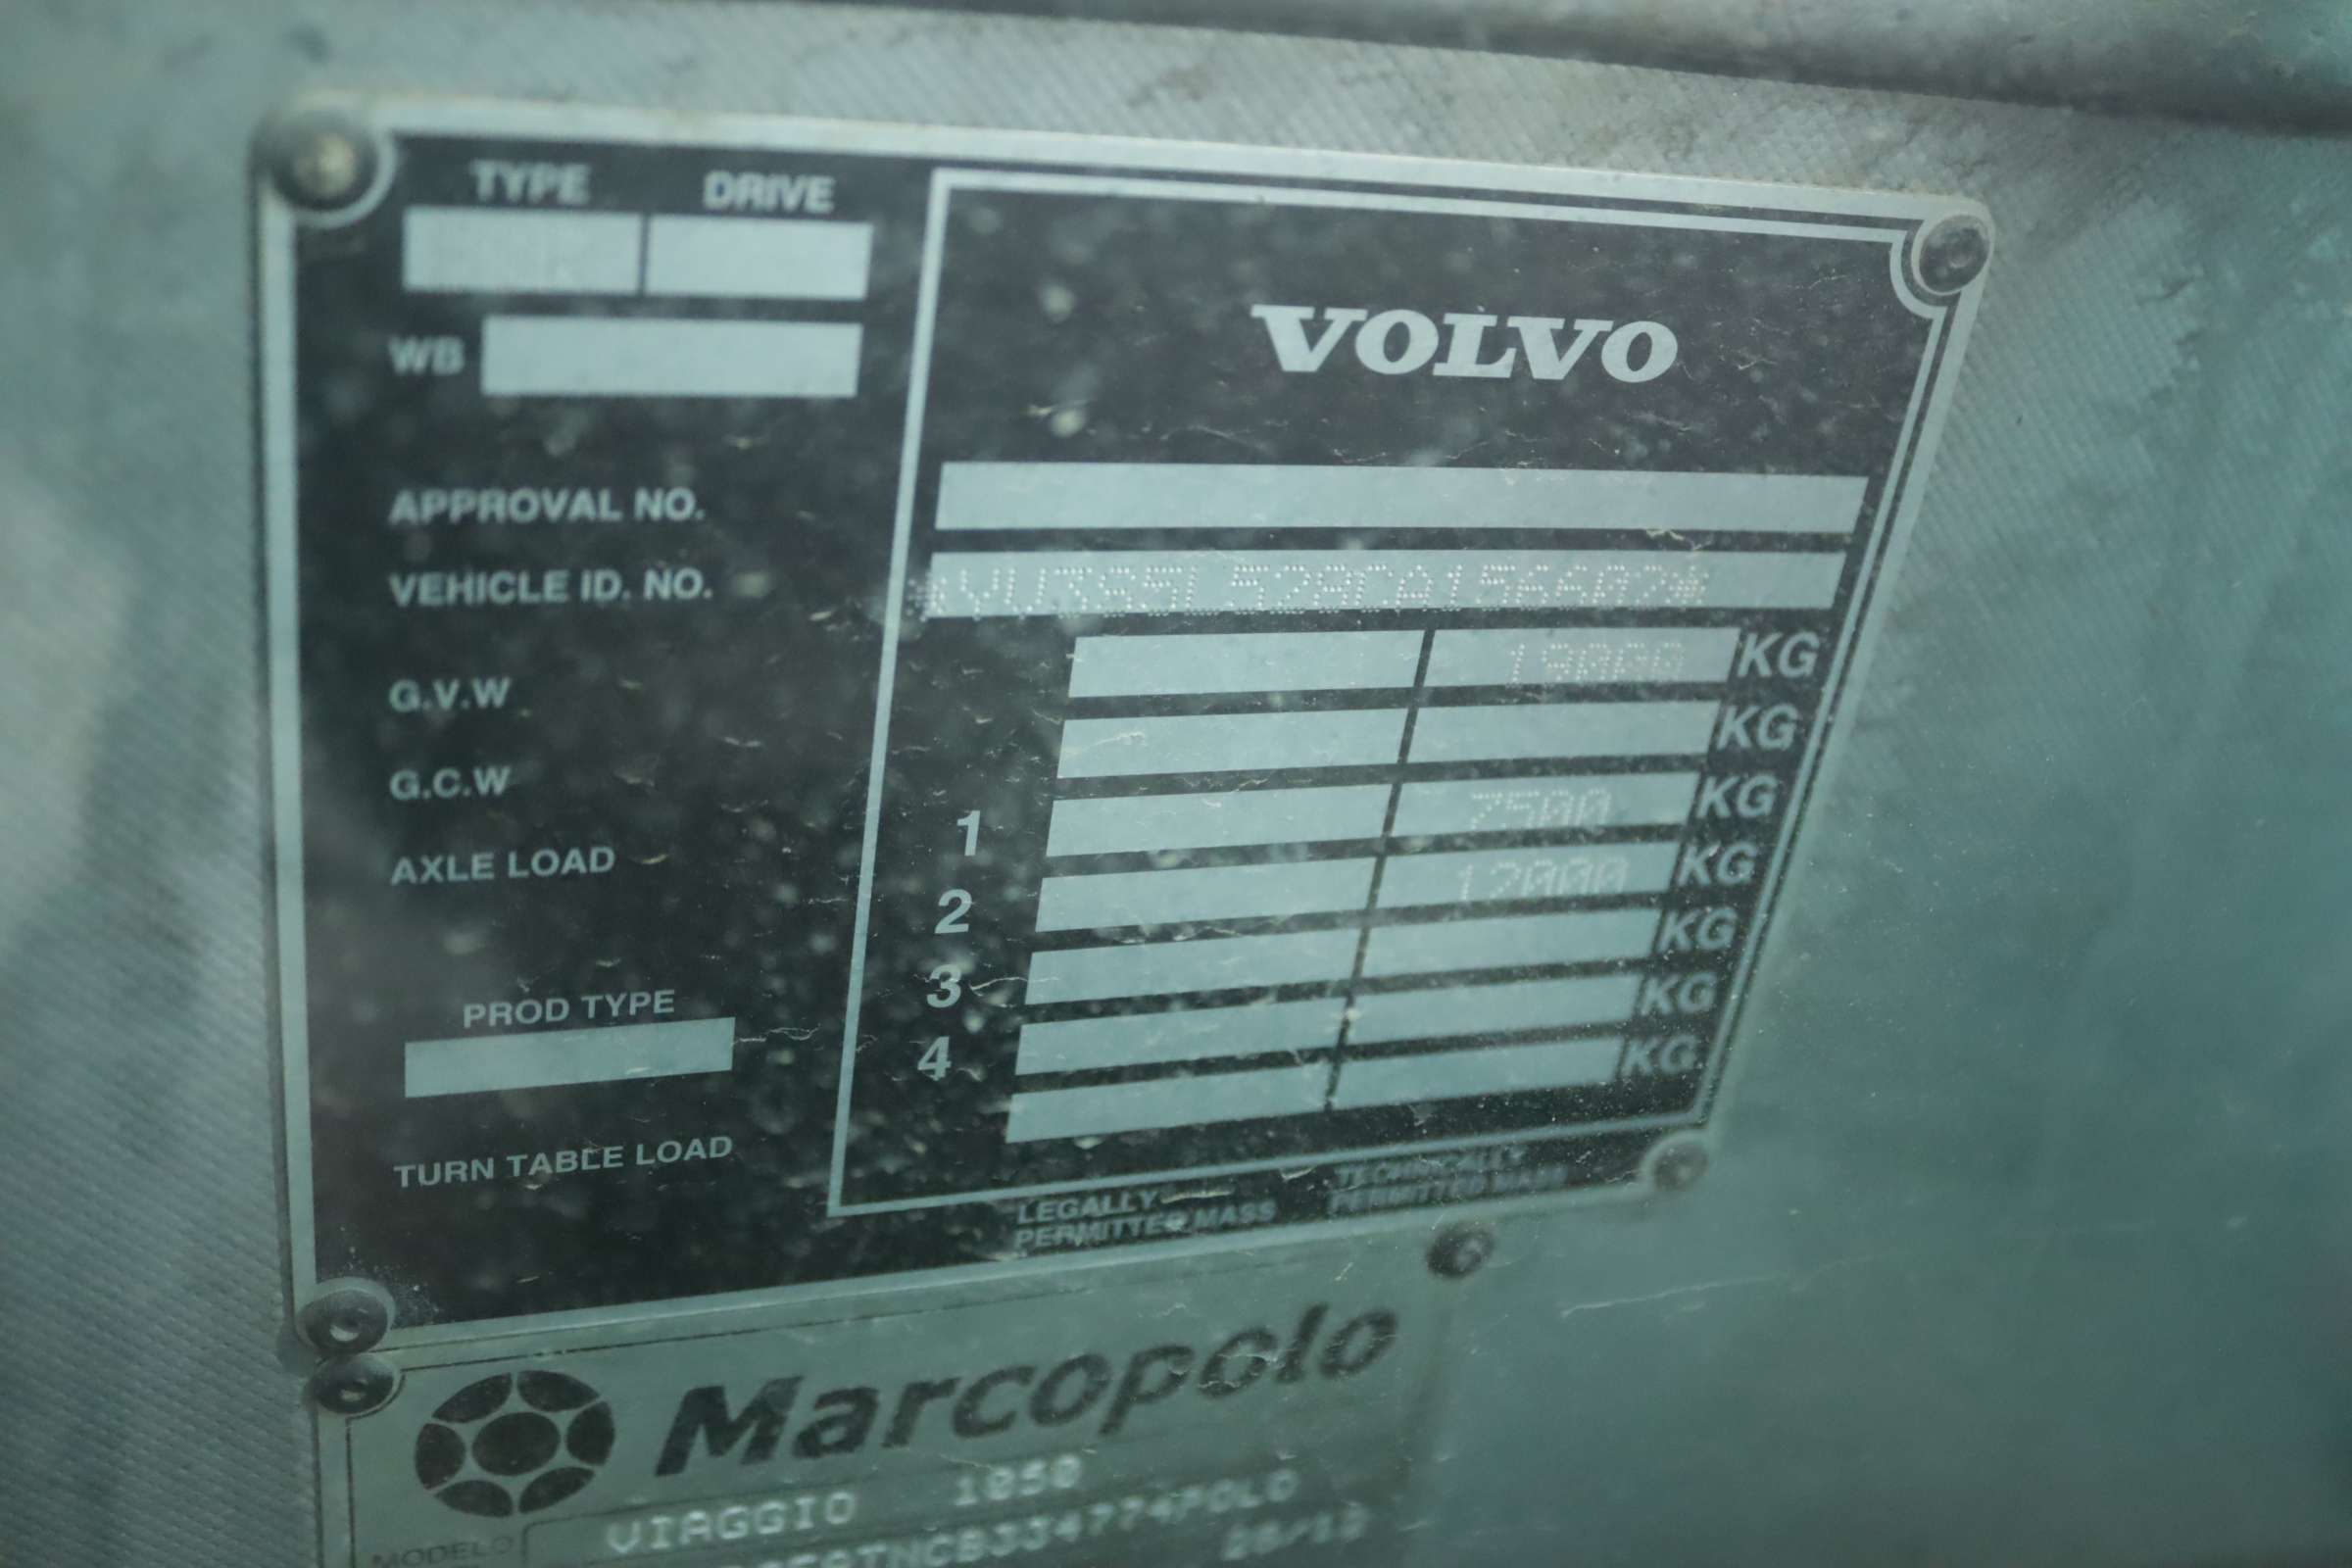 TYPE DRIVE
VOLVO
WB
APPROVAL NO.
VEHICLE ID. NO. *YV3S5L529CA156602*
G.V.W 19000 KG
G.C.W KG
AXLE LOAD 1 7500 KG
2 12000 KG
3 KG
4 KG
PROD TYPE
TURN TABLE LOAD KG
LEGALLY PERMITTED MASS
TECHNICALLY PERMITTED MASS
Marcopolo
MODELO VIAGGIO 1050